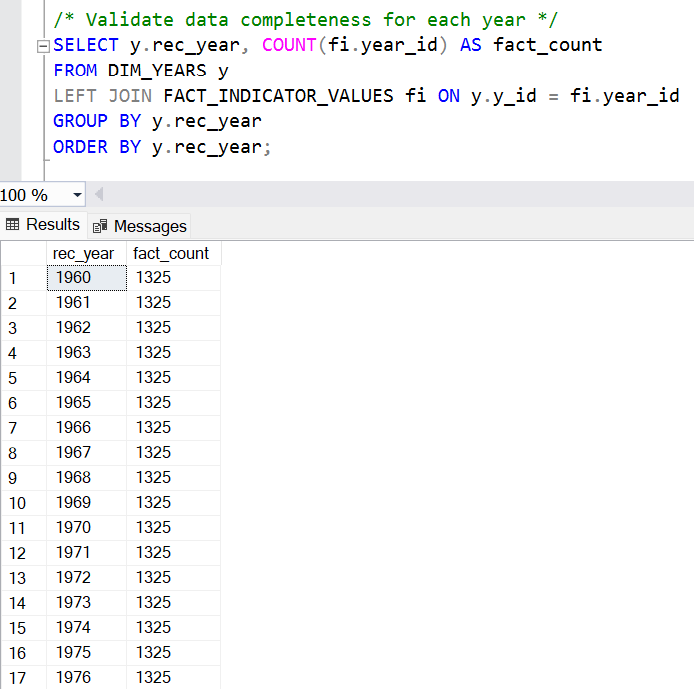 /* Validate data completeness for each year */
SELECT y.rec_year, COUNT(fi.year_id) AS fact_count
FROM DIM_YEARS y
LEFT JOIN FACT_INDICATOR_VALUES fi ON y.y_id = fi.year_id
GROUP BY y.rec_year
ORDER BY y.rec_year;
100 %
Results Messages
rec_year fact_count
1 1960 1325
2 1961 1325
3 1962 1325
4 1963 1325
5 1964 1325
6 1965 1325
7 1966 1325
8 1967 1325
9 1968 1325
10 1969 1325
11 1970 1325
12 1971 1325
13 1972 1325
14 1973 1325
15 1974 1325
16 1975 1325
17 1976 1325